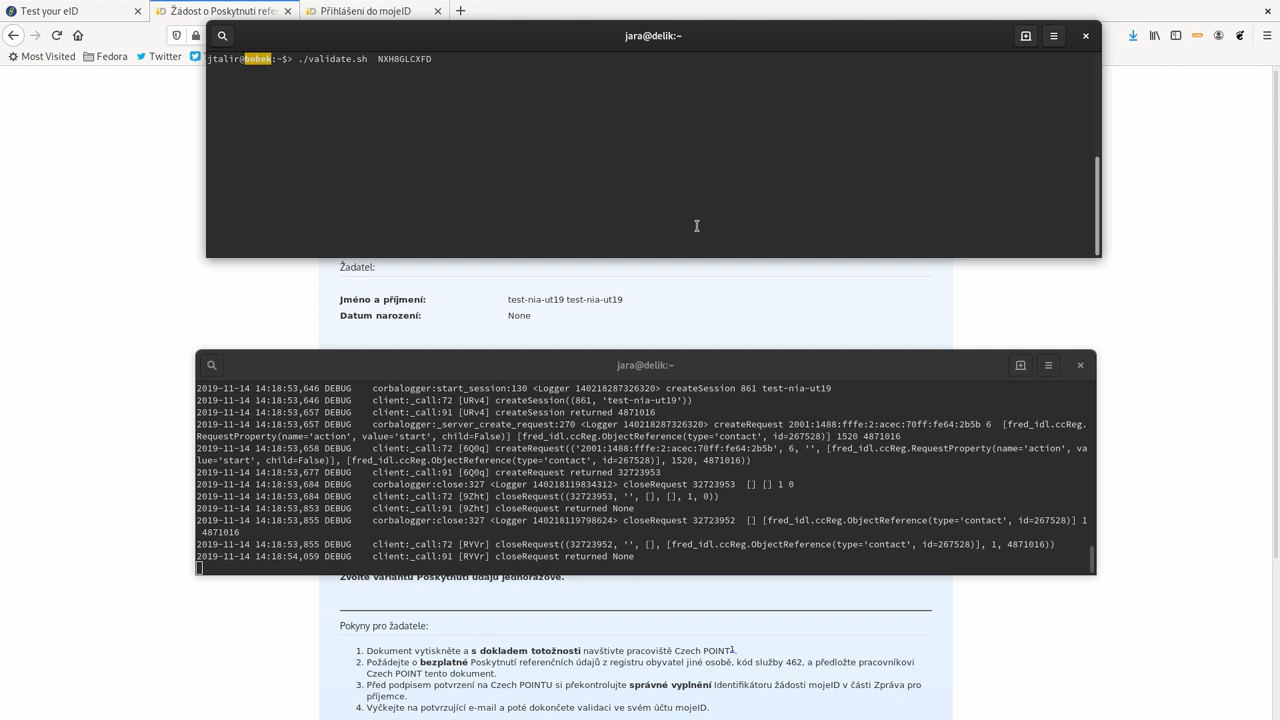 Test your eID
Žádost o Poskytnutí refer
Přihlášení do mojeID
Most Visited
Fedora
Twitter
jara@delik:~
jtalir@bobek:~$> ./validate.sh  NXH8GLCXFD
Žadatel:
Jméno a příjmení: test-nia-ut19 test-nia-ut19
Datum narození: None
jara@delik:~
2019-11-14 14:18:53,646 DEBUG    corbalogger:start_session:130 <Logger 140218287326320> createSession 861 test-nia-ut19
2019-11-14 14:18:53,646 DEBUG    client:_call:72 [URv4] createSession((861, 'test-nia-ut19'))
2019-11-14 14:18:53,657 DEBUG    client:_call:91 [URv4] createSession returned 4871016
2019-11-14 14:18:53,657 DEBUG    corbalogger:_server_create_request:270 <Logger 140218287326320> createRequest 2001:1488:fffe:2:acec:70ff:fe64:2b5b 6  [fred_idl.ccReg.
RequestProperty(name='action', value='start', child=False)] [fred_idl.ccReg.ObjectReference(type='contact', id=267528)] 1520 4871016
2019-11-14 14:18:53,658 DEBUG    client:_call:72 [6Q0q] createRequest(('2001:1488:fffe:2:acec:70ff:fe64:2b5b', 6, '', [fred_idl.ccReg.RequestProperty(name='action', va
lue='start', child=False)], [fred_idl.ccReg.ObjectReference(type='contact', id=267528)], 1520, 4871016))
2019-11-14 14:18:53,677 DEBUG    client:_call:91 [6Q0q] createRequest returned 32723953
2019-11-14 14:18:53,684 DEBUG    corbalogger:close:327 <Logger 140218119834312> closeRequest 32723953  [] [] 1 0
2019-11-14 14:18:53,684 DEBUG    client:_call:72 [9Zht] closeRequest((32723953, '', [], [], 1, 0))
2019-11-14 14:18:53,853 DEBUG    client:_call:91 [9Zht] closeRequest returned None
2019-11-14 14:18:53,855 DEBUG    corbalogger:close:327 <Logger 140218119798624> closeRequest 32723952  [] [fred_idl.ccReg.ObjectReference(type='contact', id=267528)] 1
4871016
2019-11-14 14:18:53,855 DEBUG    client:_call:72 [RYVr] closeRequest((32723952, '', [], [fred_idl.ccReg.ObjectReference(type='contact', id=267528)], 1, 4871016))
2019-11-14 14:18:54,059 DEBUG    client:_call:91 [RYVr] closeRequest returned None
Zvolte variantu Poskytnutí údajů jednorázově.
Pokyny pro žadatele:
1. Dokument vytiskněte a s dokladem totožnosti navštivte pracoviště Czech POINT1.
2. Požádejte o bezplatné Poskytnutí referenčních údajů z registru obyvatel jiné osobě, kód služby 462, a předložte pracovníkovi
Czech POINT tento dokument.
3. Před podpisem potvrzení na Czech POINTU si překontrolujte správné vyplnění Identifikátoru žádosti mojeID v části Zpráva pro
příjemce.
4. Vyčkejte na potvrzující e-mail a poté dokončete validaci ve svém účtu mojeID.